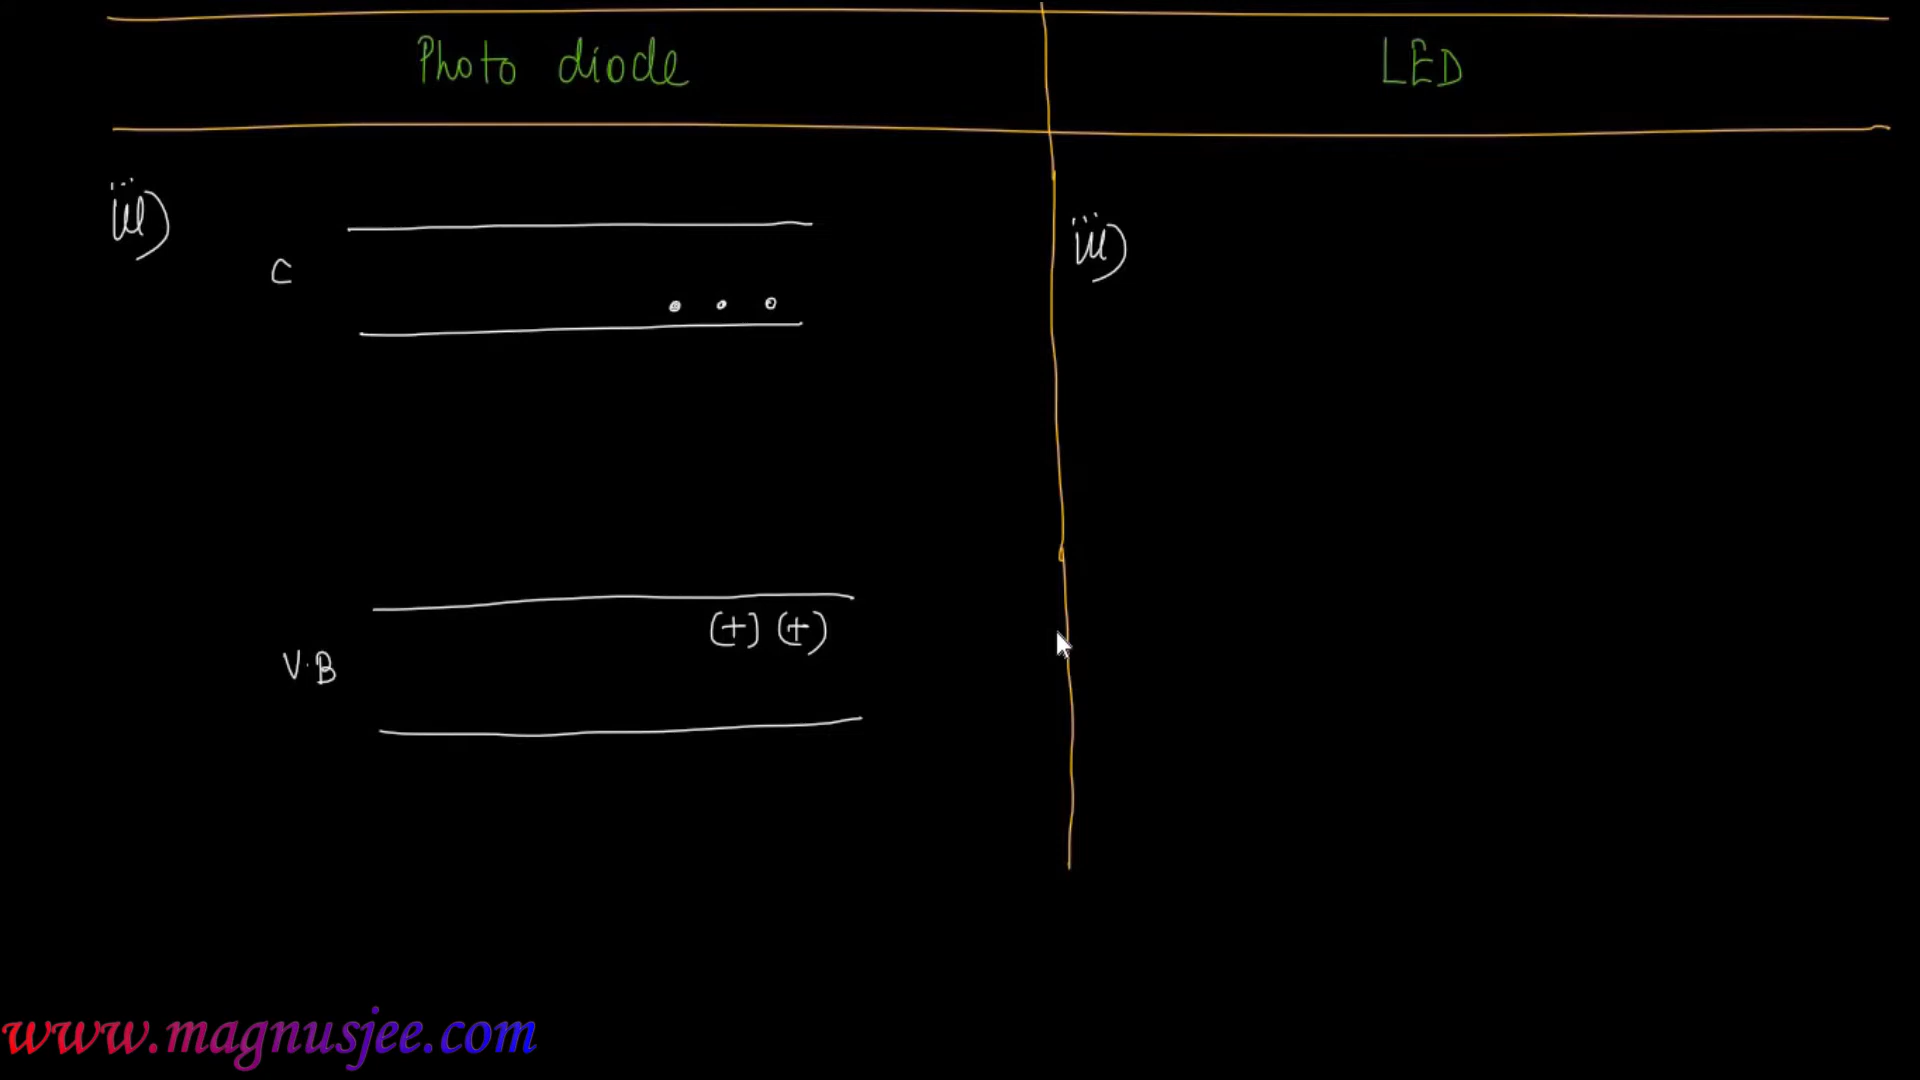 Photo diode
LED
iii)
iii)
C
(+) (+)
V.B
www.magnusjee.com